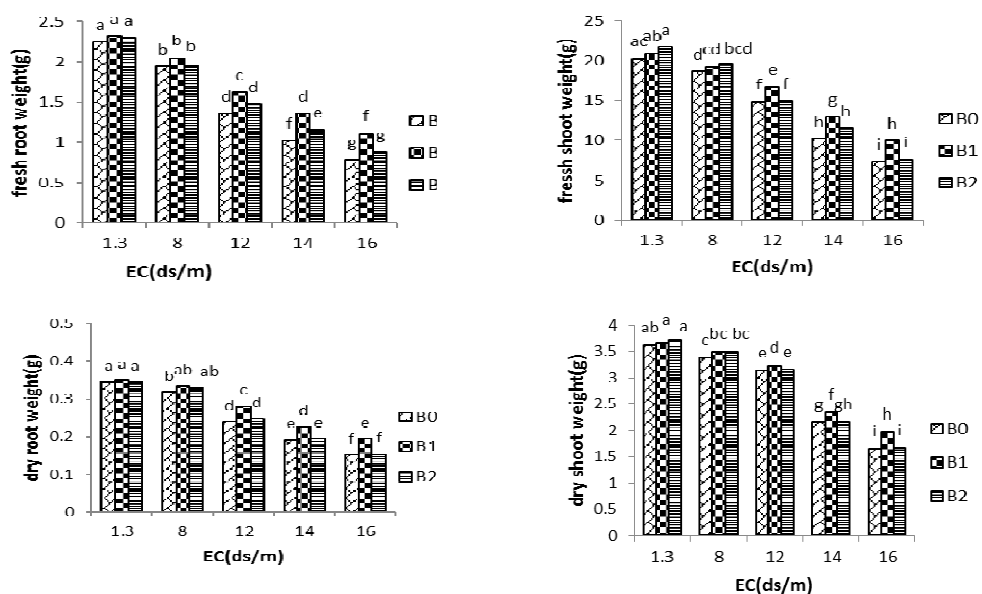 fresh root weight(g)
2.5
2
1.5
1
0.5
0
a a a
b b b
d c d
f d e
g f g
1.3 8 12 14 16
EC(ds/m)
B
B
B
fressh shoot weight(g)
25
20
15
10
5
0
ac ab a
d cd bcd
f e f
h g h
i h i
1.3 8 12 14 16
EC(ds/m)
B0
B1
B2
dry root weight(g)
0.5
0.4
0.3
0.2
0.1
0
a a a
b ab ab
d c d
e d e
f e f
1.3 8 12 14 16
EC(ds/m)
B0
B1
B2
dry shoot weight(g)
4
3.5
3
2.5
2
1.5
1
0.5
0
ab a a
c bc bc
e d e
g f gh
i h i
1.3 8 12 14 16
EC(ds/m)
B0
B1
B2